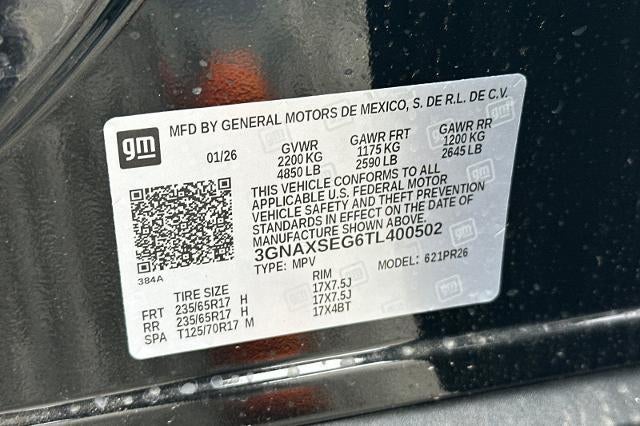 gm
MFD BY GENERAL MOTORS DE MEXICO, S. DE R.L. DE C.V.
01/26 GVWR GAWR FRT GAWR RR
2200 KG 1175 KG 1200 KG
4850 LB 2590 LB 2645 LB
THIS VEHICLE CONFORMS TO ALL
APPLICABLE U.S. FEDERAL MOTOR
VEHICLE SAFETY AND THEFT PREVENTION
STANDARDS IN EFFECT ON THE DATE OF
MANUFACTURE SHOWN ABOVE.
3GNAXSEG6TL400502
TYPE: MPV MODEL: 621PR26
384A
TIRE SIZE RIM
FRT 235/65R17 H 17X7.5J
RR 235/65R17 H 17X7.5J
SPA T125/70R17 M 17X4BT